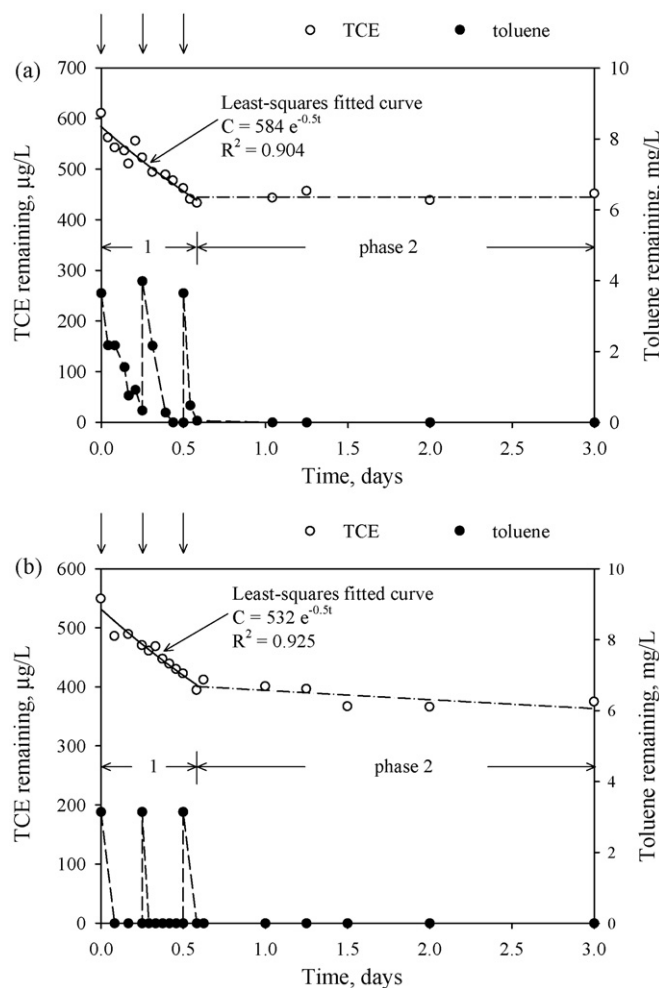 TCE toluene
(a)
700 10
600
Least-squares fitted curve
C = 584 e^-0.5t
R² = 0.904
8
500
6
400
1 phase 2
300
4
200
2
100
0 0
0.0 0.5 1.0 1.5 2.0 2.5 3.0
Time, days
TCE remaining, µg/L
Toluene remaining, mg/L
TCE toluene
(b)
600 10
Least-squares fitted curve
C = 532 e^-0.5t
R² = 0.925
500
8
400
6
300
1 phase 2
4
200
2
100
0 0
0.0 0.5 1.0 1.5 2.0 2.5 3.0
Time, days
TCE remaining, µg/L
Toluene remaining, mg/L